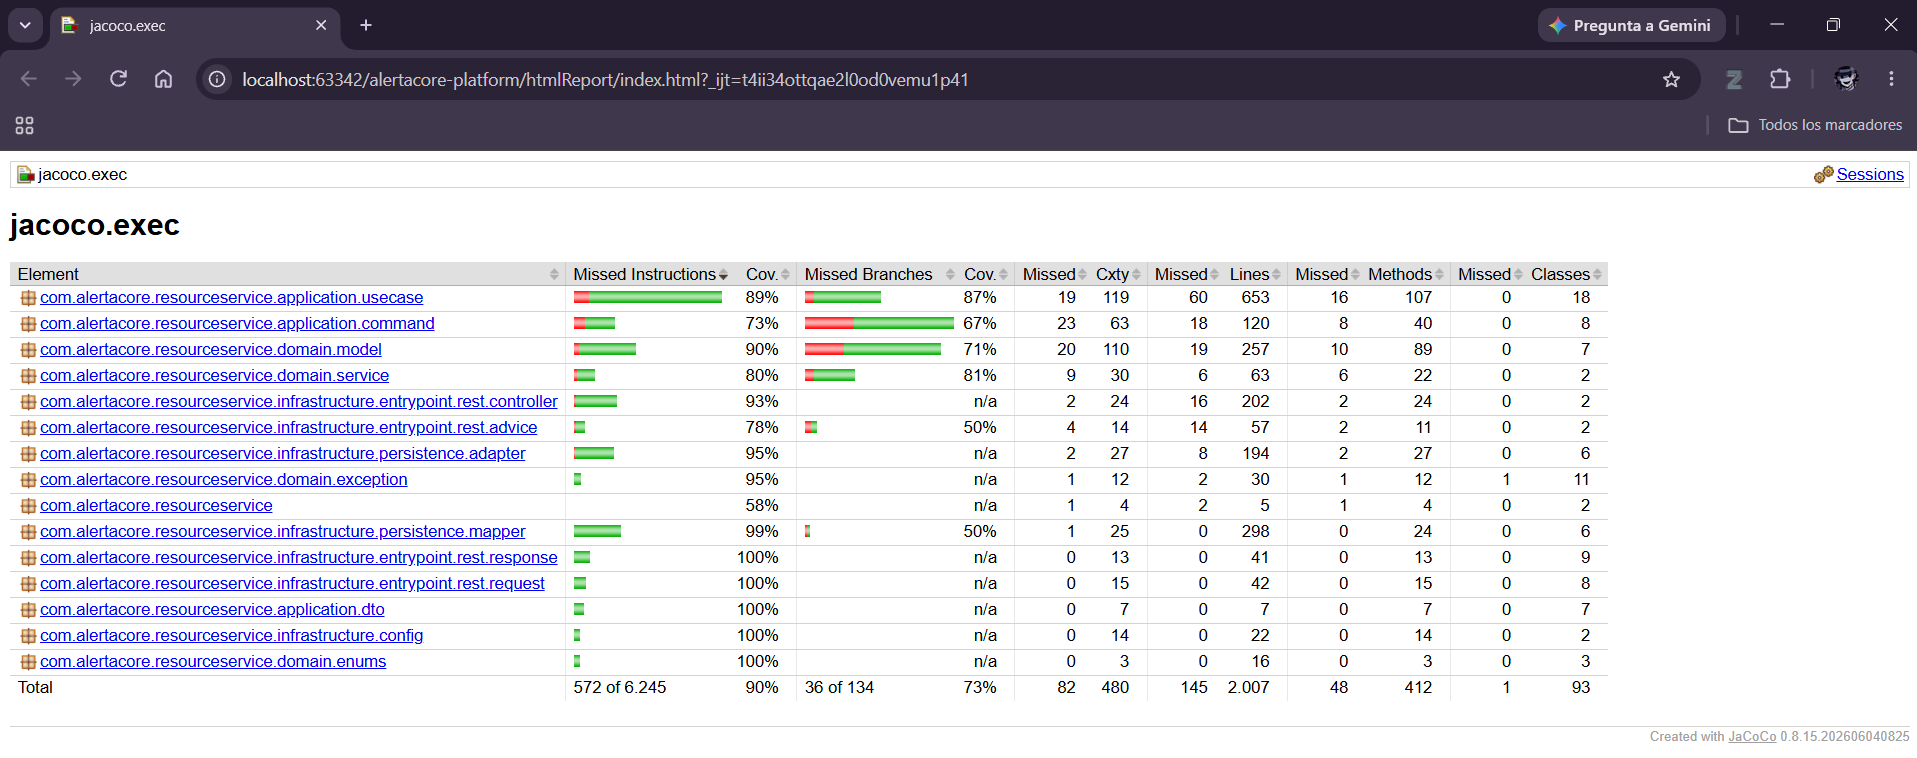 jacoco.exec
Pregunta a Gemini
localhost:63342/alertacore-platform/htmlReport/index.html?_ijt=t4ii34ottqae2l0od0vemu1p41
Todos los marcadores
jacoco.exec Sessions
jacoco.exec
Element Missed Instructions Cov. Missed Branches Cov. Missed Cxty Missed Lines Missed Methods Missed Classes
com.alertacore.resourceservice.application.usecase 89% 87% 19 119 60 653 16 107 0 18
com.alertacore.resourceservice.application.command 73% 67% 23 63 18 120 8 40 0 8
com.alertacore.resourceservice.domain.model 90% 71% 20 110 19 257 10 89 0 7
com.alertacore.resourceservice.domain.service 80% 81% 9 30 6 63 6 22 0 2
com.alertacore.resourceservice.infrastructure.entrypoint.rest.controller 93% n/a 2 24 16 202 2 24 0 2
com.alertacore.resourceservice.infrastructure.entrypoint.rest.advice 78% 50% 4 14 14 57 2 11 0 2
com.alertacore.resourceservice.infrastructure.persistence.adapter 95% n/a 2 27 8 194 2 27 0 6
com.alertacore.resourceservice.domain.exception 95% n/a 1 12 2 30 1 12 1 11
com.alertacore.resourceservice 58% n/a 1 4 2 5 1 4 0 2
com.alertacore.resourceservice.infrastructure.persistence.mapper 99% 50% 1 25 0 298 0 24 0 6
com.alertacore.resourceservice.infrastructure.entrypoint.rest.response 100% n/a 0 13 0 41 0 13 0 9
com.alertacore.resourceservice.infrastructure.entrypoint.rest.request 100% n/a 0 15 0 42 0 15 0 8
com.alertacore.resourceservice.application.dto 100% n/a 0 7 0 7 0 7 0 7
com.alertacore.resourceservice.infrastructure.config 100% n/a 0 14 0 22 0 14 0 2
com.alertacore.resourceservice.domain.enums 100% n/a 0 3 0 16 0 3 0 3
Total 572 of 6.245 90% 36 of 134 73% 82 480 145 2.007 48 412 1 93
Created with JaCoCo 0.8.15.202606040825